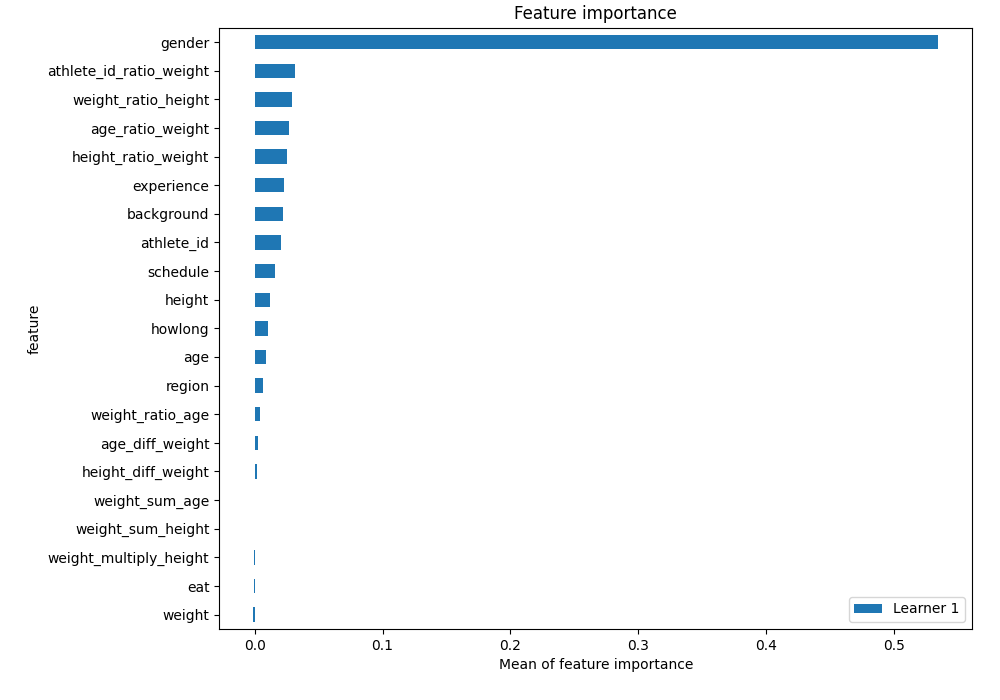 Feature importance
gender
athlete_id_ratio_weight
weight_ratio_height
age_ratio_weight
height_ratio_weight
experience
background
athlete_id
schedule
height
howlong
age
region
weight_ratio_age
age_diff_weight
height_diff_weight
weight_sum_age
weight_sum_height
weight_multiply_height
eat
weight
feature
Learner 1
0.0 0.1 0.2 0.3 0.4 0.5
Mean of feature importance